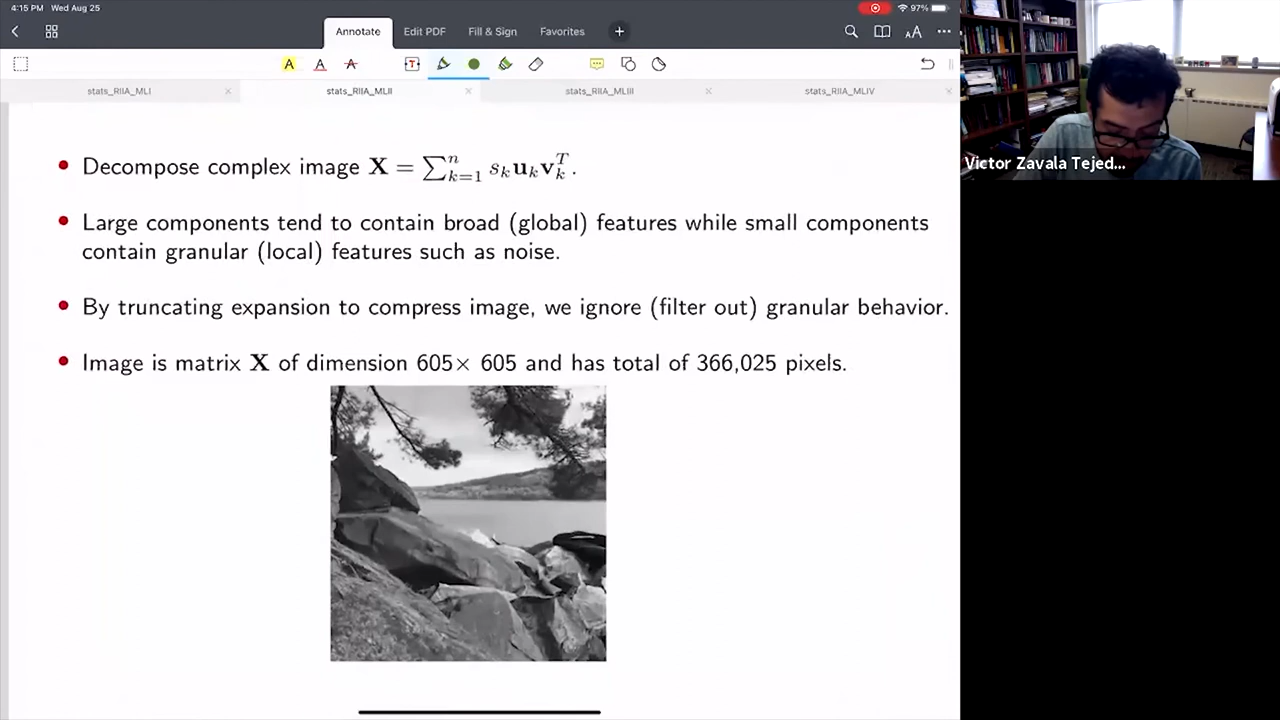 4:15 PM Wed Aug 25
97%
Annotate Edit PDF Fill & Sign Favorites +
AA
A A A T
stats_RIIA_MLI × stats_RIIA_MLII × stats_RIIA_MLIII × stats_RIIA_MLIV ×
• Decompose complex image X = ∑ⁿₖ₌₁ sₖuₖvₖᵀ.
• Large components tend to contain broad (global) features while small components
contain granular (local) features such as noise.
• By truncating expansion to compress image, we ignore (filter out) granular behavior.
• Image is matrix X of dimension 605× 605 and has total of 366,025 pixels.
Victor Zavala Tejed...